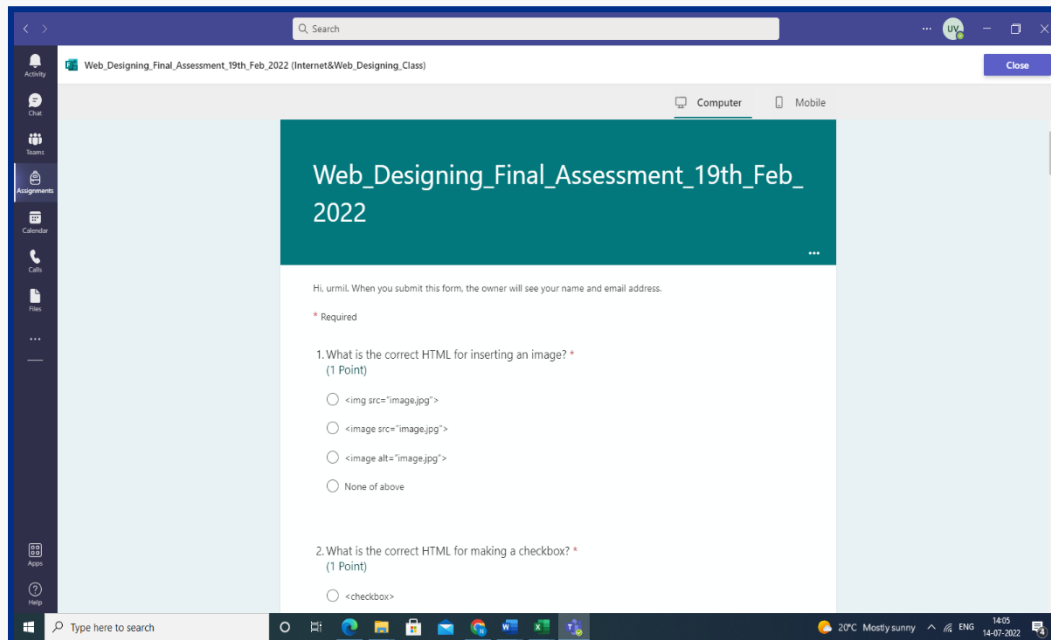 Search
UV
Activity
Chat
Teams
Assignments
Calendar
Calls
Files
Apps
Help
Web_Designing_Final_Assessment_19th_Feb_2022 (Internet&Web_Designing_Class)
Close
Computer
Mobile
Web_Designing_Final_Assessment_19th_Feb_
2022
Hi, urmil. When you submit this form, the owner will see your name and email address.
* Required
1. What is the correct HTML for inserting an image? *
(1 Point)
<img src="image.jpg">
<image src="image.jpg">
<image alt="image.jpg">
None of above
2. What is the correct HTML for making a checkbox? *
(1 Point)
<checkbox>
Type here to search
20°C Mostly sunny
ENG
14:05
14-07-2022